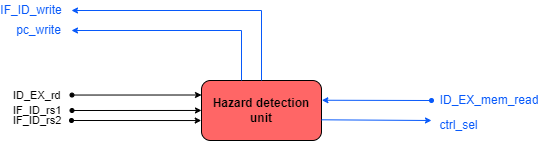 IF_ID_write
pc_write
ID_EX_rd
IF_ID_rs1
IF_ID_rs2
Hazard detection
unit
ID_EX_mem_read
ctrl_sel